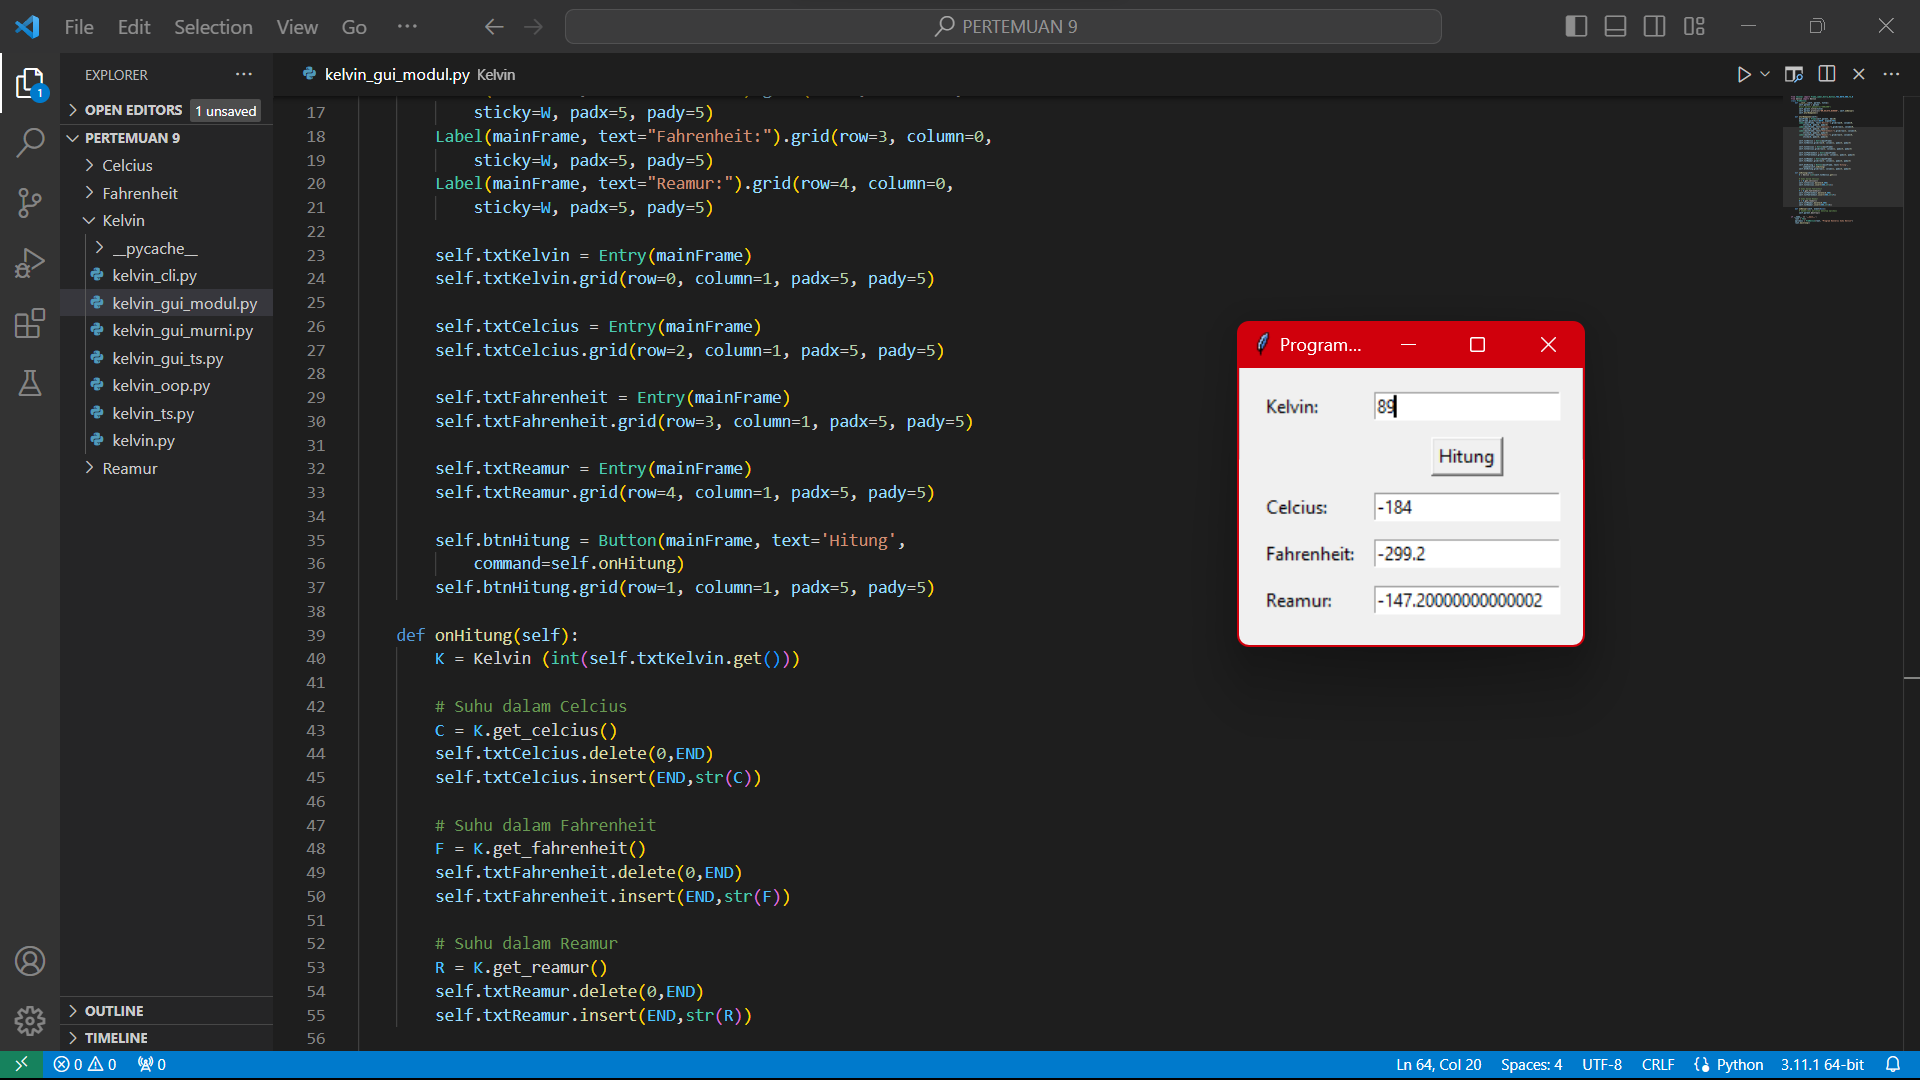 File Edit Selection View Go ··· PERTEMUAN 9
EXPLORER ···
OPEN EDITORS 1 unsaved
PERTEMUAN 9
Celcius
Fahrenheit
Kelvin
__pycache__
kelvin_cli.py
kelvin_gui_modul.py
kelvin_gui_murni.py
kelvin_gui_ts.py
kelvin_oop.py
kelvin_ts.py
kelvin.py
Reamur
OUTLINE
TIMELINE
kelvin_gui_modul.py Kelvin
17 sticky=W, padx=5, pady=5)
18 Label(mainFrame, text="Fahrenheit:").grid(row=3, column=0,
19 sticky=W, padx=5, pady=5)
20 Label(mainFrame, text="Reamur:").grid(row=4, column=0,
21 sticky=W, padx=5, pady=5)
22
23 self.txtKelvin = Entry(mainFrame)
24 self.txtKelvin.grid(row=0, column=1, padx=5, pady=5)
25
26 self.txtCelcius = Entry(mainFrame)
27 self.txtCelcius.grid(row=2, column=1, padx=5, pady=5)
28
29 self.txtFahrenheit = Entry(mainFrame)
30 self.txtFahrenheit.grid(row=3, column=1, padx=5, pady=5)
31
32 self.txtReamur = Entry(mainFrame)
33 self.txtReamur.grid(row=4, column=1, padx=5, pady=5)
34
35 self.btnHitung = Button(mainFrame, text='Hitung',
36 command=self.onHitung)
37 self.btnHitung.grid(row=1, column=1, padx=5, pady=5)
38
39 def onHitung(self):
40 K = Kelvin (int(self.txtKelvin.get()))
41
42 # Suhu dalam Celcius
43 C = K.get_celcius()
44 self.txtCelcius.delete(0,END)
45 self.txtCelcius.insert(END,str(C))
46
47 # Suhu dalam Fahrenheit
48 F = K.get_fahrenheit()
49 self.txtFahrenheit.delete(0,END)
50 self.txtFahrenheit.insert(END,str(F))
51
52 # Suhu dalam Reamur
53 R = K.get_reamur()
54 self.txtReamur.delete(0,END)
55 self.txtReamur.insert(END,str(R))
56
Program...
Kelvin: 89
Hitung
Celcius: -184
Fahrenheit: -299.2
Reamur: -147.20000000000002
1
0 0 0 Ln 64, Col 20 Spaces: 4 UTF-8 CRLF Python 3.11.1 64-bit